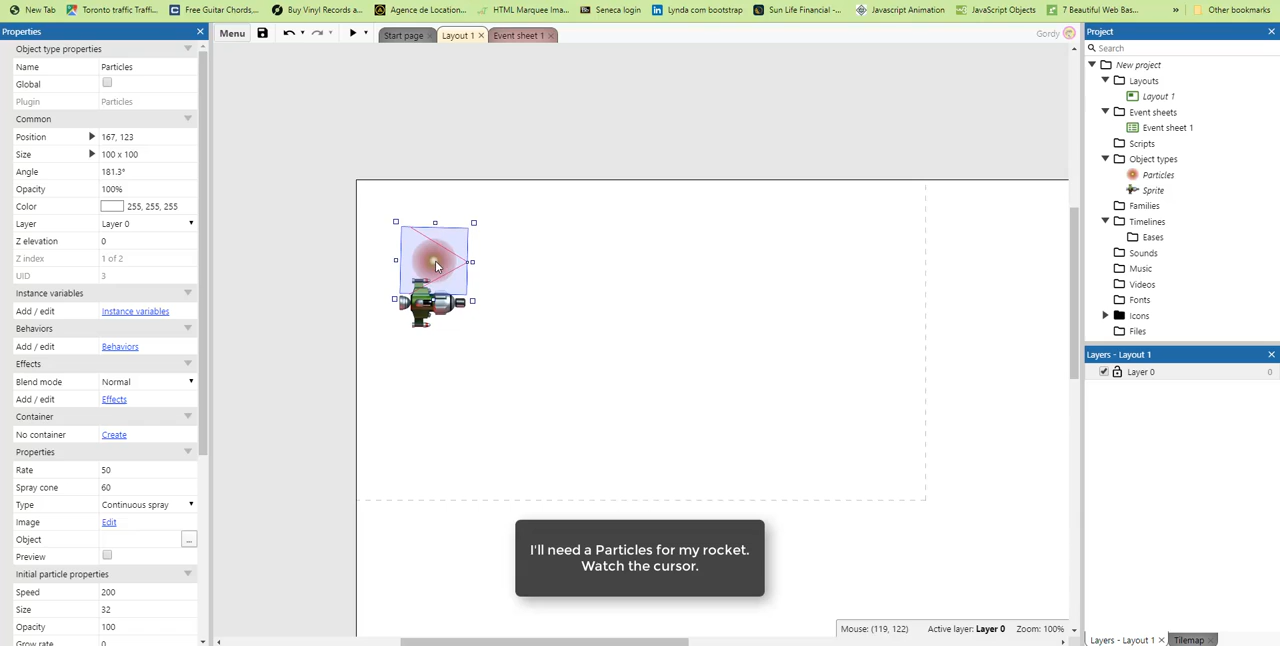 New Tab Toronto traffic Traffi... Free Guitar Chords,... Buy Vinyl Records a... Agence de Location... HTML Marquee Ima... Seneca login Lynda com bootstrap Sun Life Financial -... Javascript Animation JavaScript Objects 7 Beautiful Web Bas... » Other bookmarks
Properties
Menu
Start page
Layout 1
Event sheet 1
Gordy
Project
Object type properties
Name Particles
Global
Plugin Particles
Common
Position 167, 123
Size 100 x 100
Angle 181.3°
Opacity 100%
Color 255, 255, 255
Layer Layer 0
Z elevation 0
Z index 1 of 2
UID 3
Instance variables
Add / edit Instance variables
Behaviors
Add / edit Behaviors
Effects
Blend mode Normal
Add / edit Effects
Container
No container Create
Properties
Rate 50
Spray cone 60
Type Continuous spray
Image Edit
Object ...
Preview
Initial particle properties
Speed 200
Size 32
Opacity 100
Grow rate 0
I'll need a Particles for my rocket.
Watch the cursor.
Mouse: (119, 122) Active layer: Layer 0 Zoom: 100%
Search
New project
Layouts
Layout 1
Event sheets
Event sheet 1
Scripts
Object types
Particles
Sprite
Families
Timelines
Eases
Sounds
Music
Videos
Fonts
Icons
Files
Layers - Layout 1
Layer 0 0
Layers - Layout 1 Tilemap